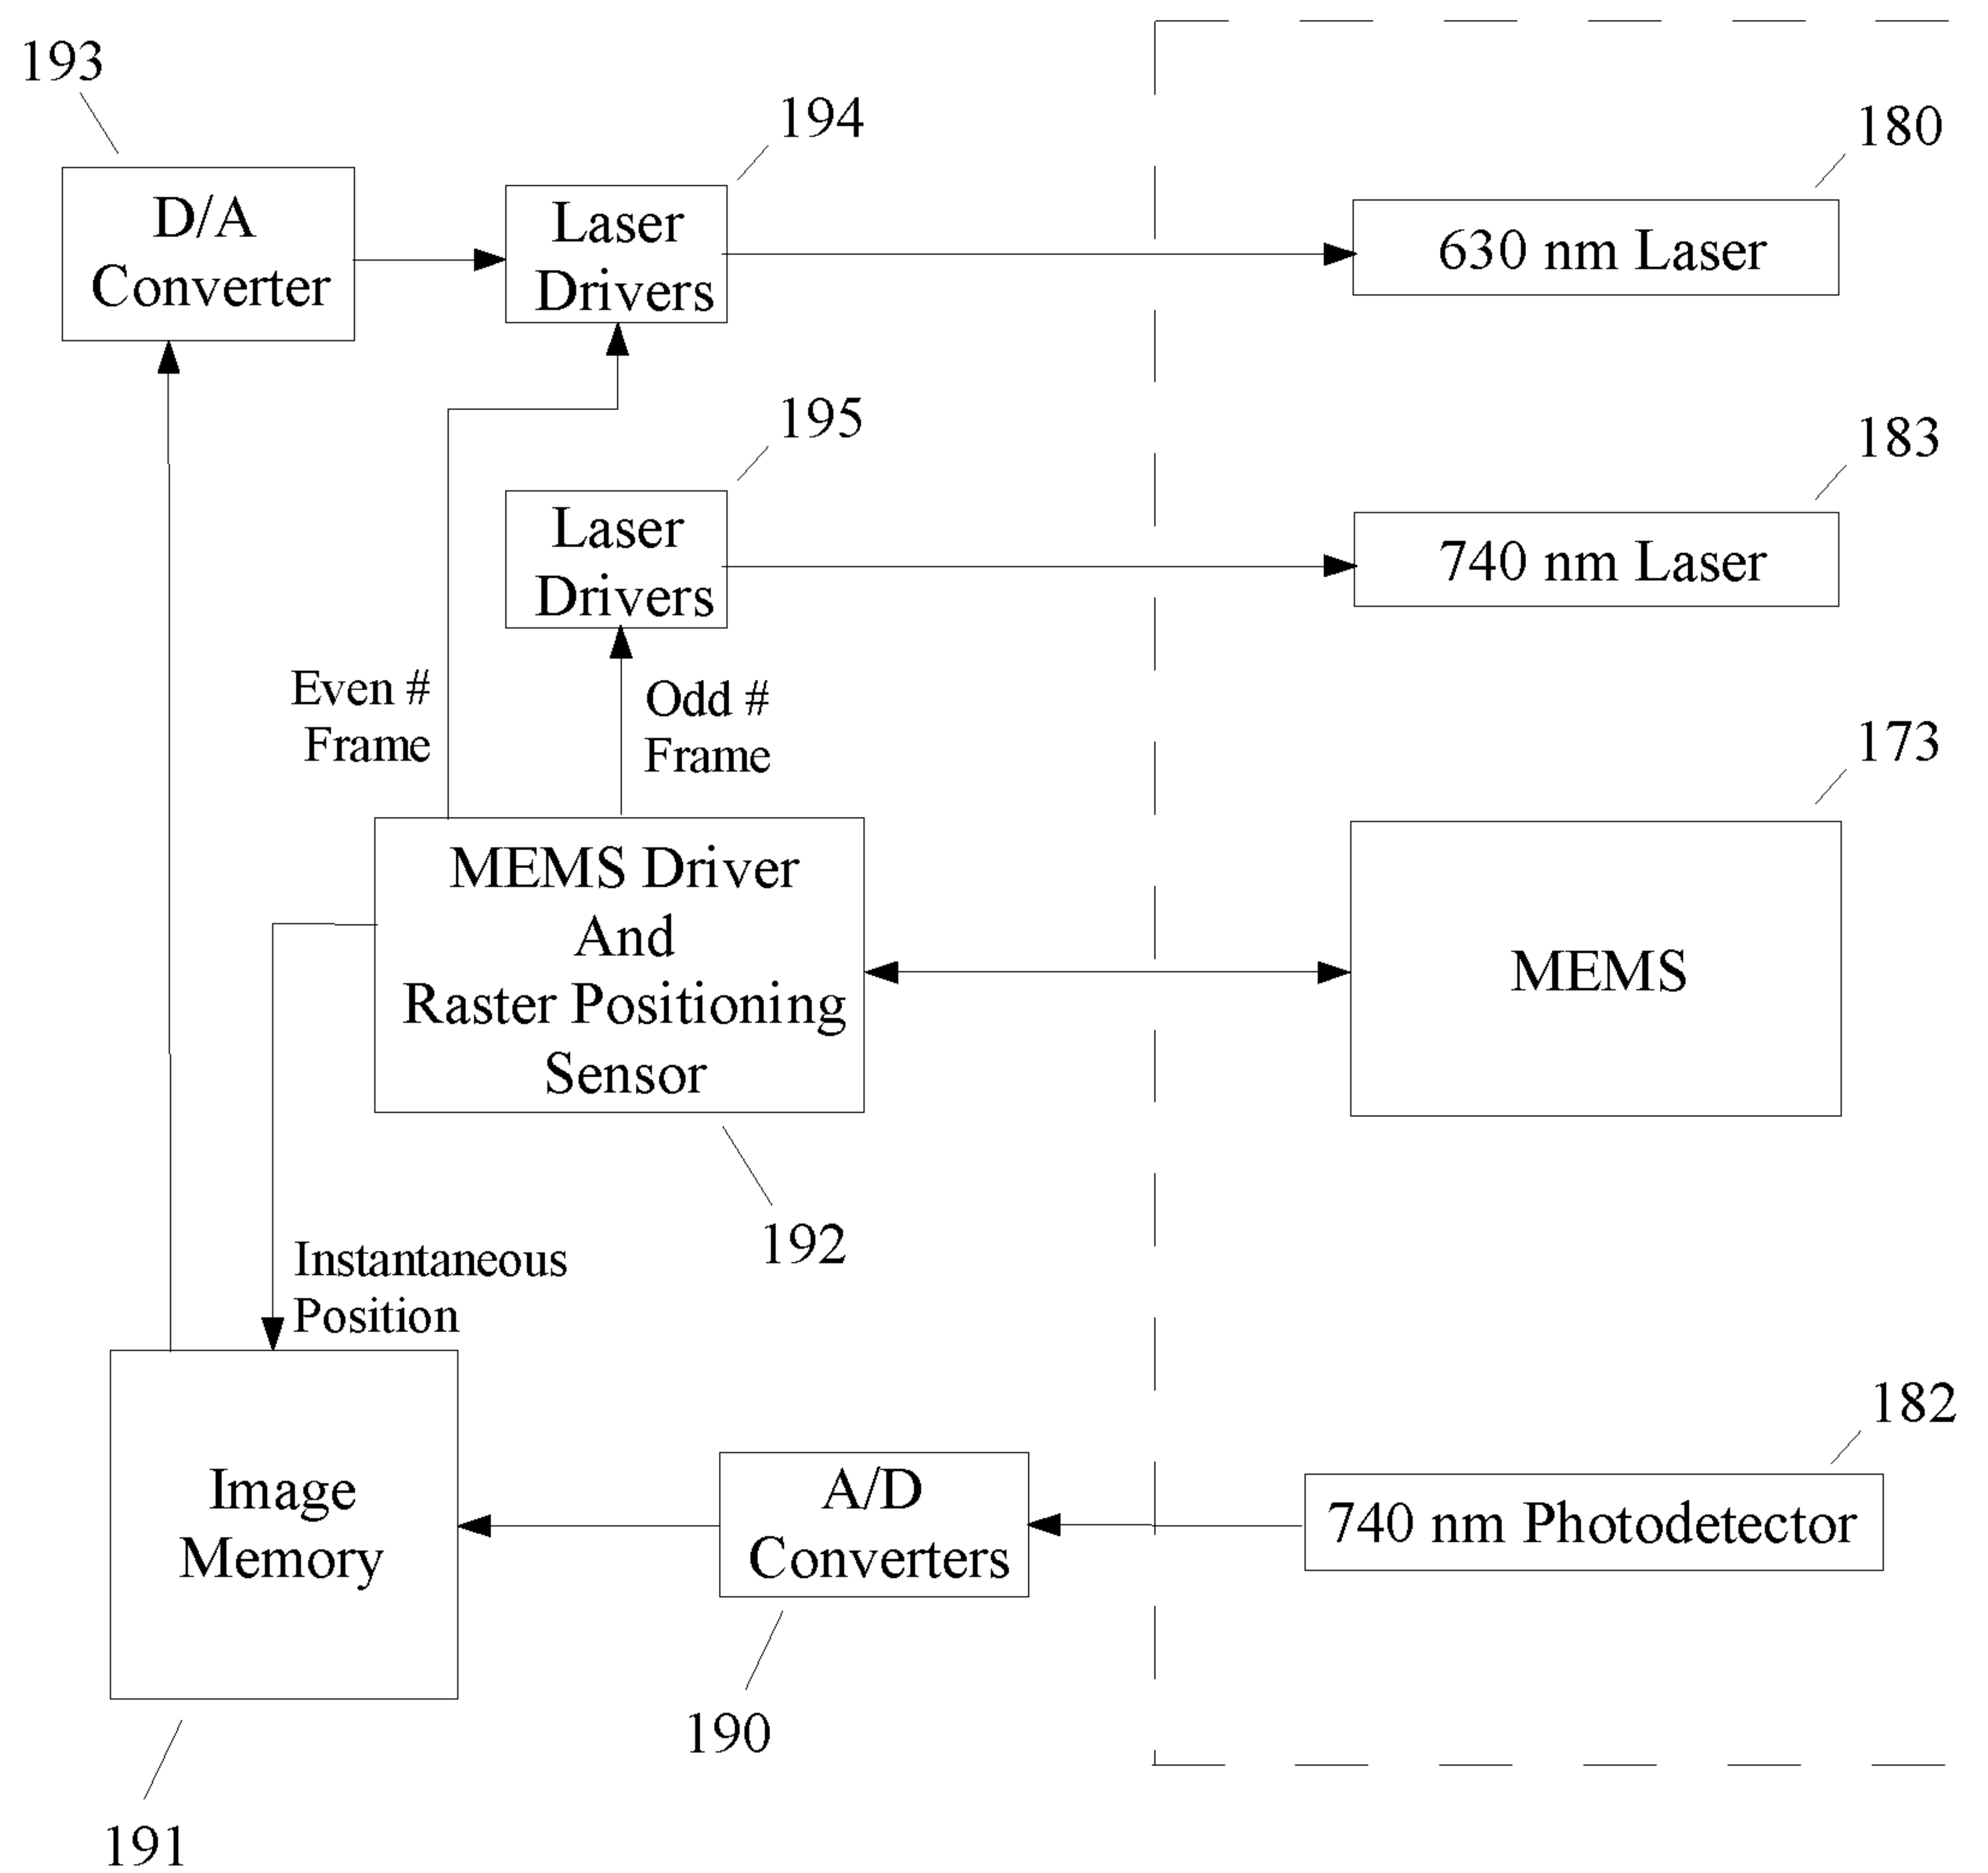 193
194
180
D/A
Converter
Laser
Drivers
630 nm Laser
195
183
Laser
Drivers
740 nm Laser
Even #
Frame
Odd #
Frame
173
MEMS Driver
And
Raster Positioning
Sensor
MEMS
192
Instantaneous
Position
182
Image
Memory
A/D
Converters
740 nm Photodetector
190
191